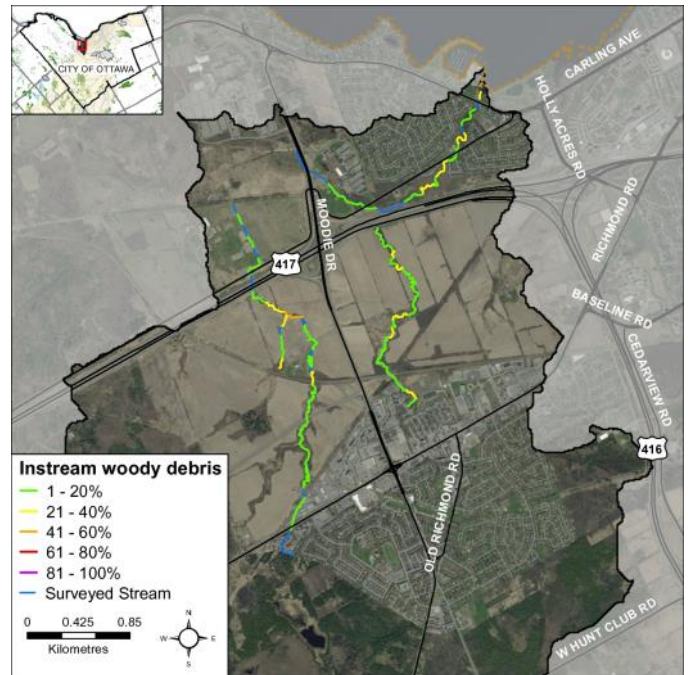 CITY OF OTTAWA
CARLING AVE
HOLLY ACRES RD
RICHMOND RD
MOODIE DR
417
BASELINE RD
CEDARVIEW RD
416
OLD RICHMOND RD
W HUNT CLUB RD
Instream woody debris
1 - 20%
21 - 40%
41 - 60%
61 - 80%
81 - 100%
Surveyed Stream
0 0.425 0.85
Kilometres
N
W E
S